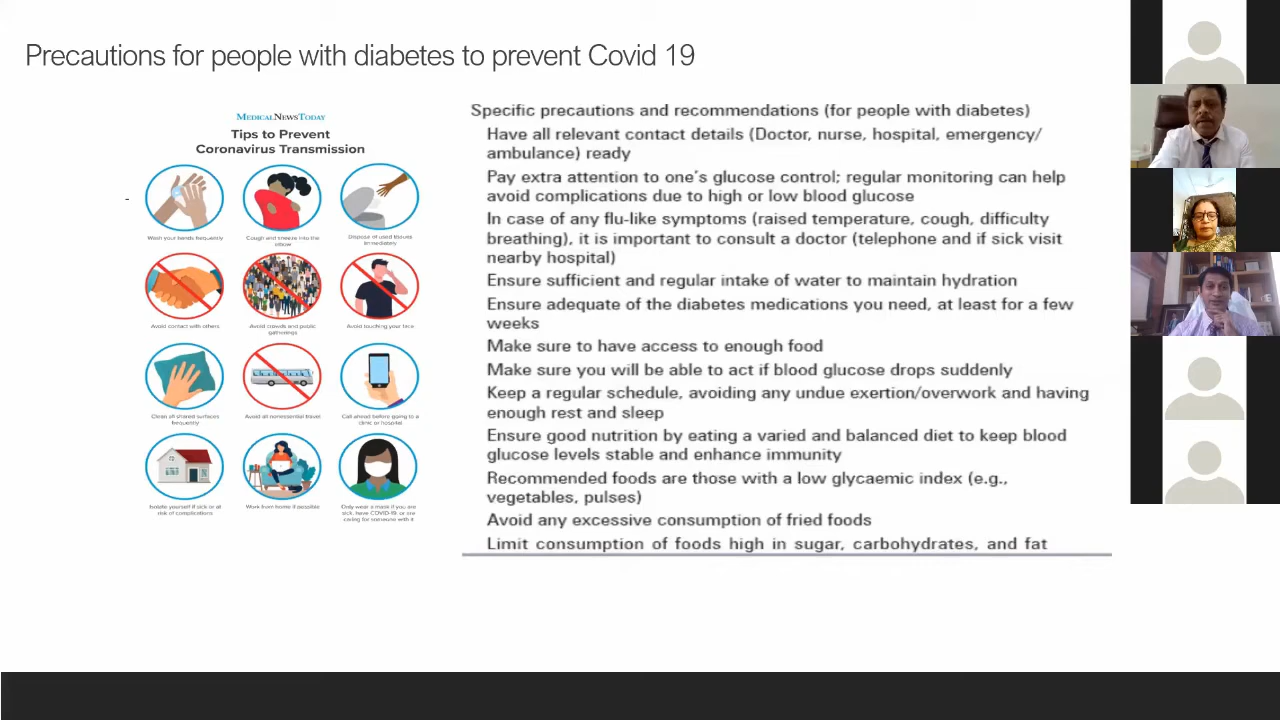 Precautions for people with diabetes to prevent Covid 19
MEDICALNEWSTODAY
Tips to Prevent
Coronavirus Transmission
Wash your hands frequently
Cough and sneeze into the
elbow
Dispose of used tissues
immediately
Avoid contact with others
Avoid crowds and public
gatherings
Avoid touching your face
Clean all shared surfaces
frequently
Avoid all nonessential travel
Call ahead before going to a
clinic or hospital
Isolate yourself if sick or at
risk of complications
Work from home if possible
Only wear a mask if you are
sick, have COVID-19, or are
caring for someone with it
Specific precautions and recommendations (for people with diabetes)
Have all relevant contact details (Doctor, nurse, hospital, emergency/
ambulance) ready
Pay extra attention to one's glucose control; regular monitoring can help
avoid complications due to high or low blood glucose
In case of any flu-like symptoms (raised temperature, cough, difficulty
breathing), it is important to consult a doctor (telephone and if sick visit
nearby hospital)
Ensure sufficient and regular intake of water to maintain hydration
Ensure adequate of the diabetes medications you need, at least for a few
weeks
Make sure to have access to enough food
Make sure you will be able to act if blood glucose drops suddenly
Keep a regular schedule, avoiding any undue exertion/overwork and having
enough rest and sleep
Ensure good nutrition by eating a varied and balanced diet to keep blood
glucose levels stable and enhance immunity
Recommended foods are those with a low glycaemic index (e.g.,
vegetables, pulses)
Avoid any excessive consumption of fried foods
Limit consumption of foods high in sugar, carbohydrates, and fat